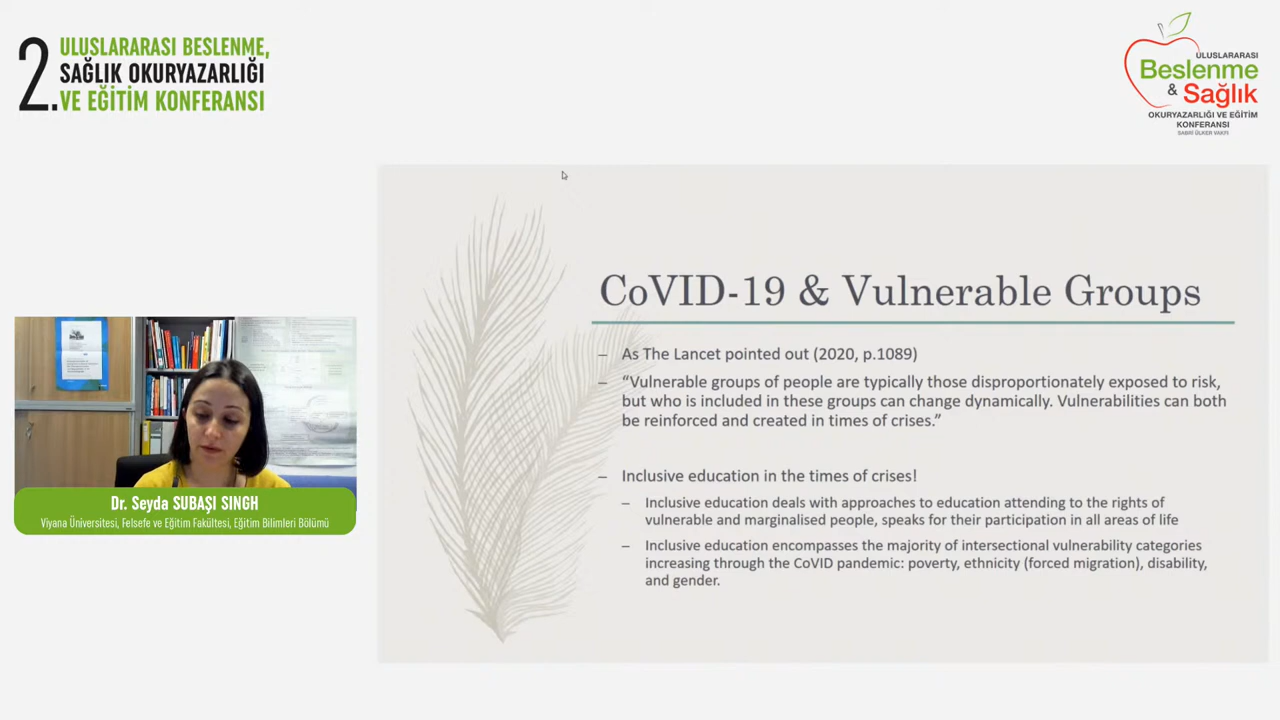 2.
ULUSLARARASI BESLENME,
SAĞLIK OKURYAZARLIĞI
VE EĞİTİM KONFERANSI
ULUSLARARASI
Beslenme
& Sağlık
OKURYAZARLIĞI VE EĞİTİM
KONFERANSI
SABRİ ÜLKER VAKFI
CoVID-19 & Vulnerable Groups
– As The Lancet pointed out (2020, p.1089)
– “Vulnerable groups of people are typically those disproportionately exposed to risk,
but who is included in these groups can change dynamically. Vulnerabilities can both
be reinforced and created in times of crises.”
– Inclusive education in the times of crises!
– Inclusive education deals with approaches to education attending to the rights of
vulnerable and marginalised people, speaks for their participation in all areas of life
– Inclusive education encompasses the majority of intersectional vulnerability categories
increasing through the CoVID pandemic: poverty, ethnicity (forced migration), disability,
and gender.
Dr. Seyda SUBAŞI SINGH
Viyana Üniversitesi, Felsefe ve Eğitim Fakültesi, Eğitim Bilimleri Bölümü